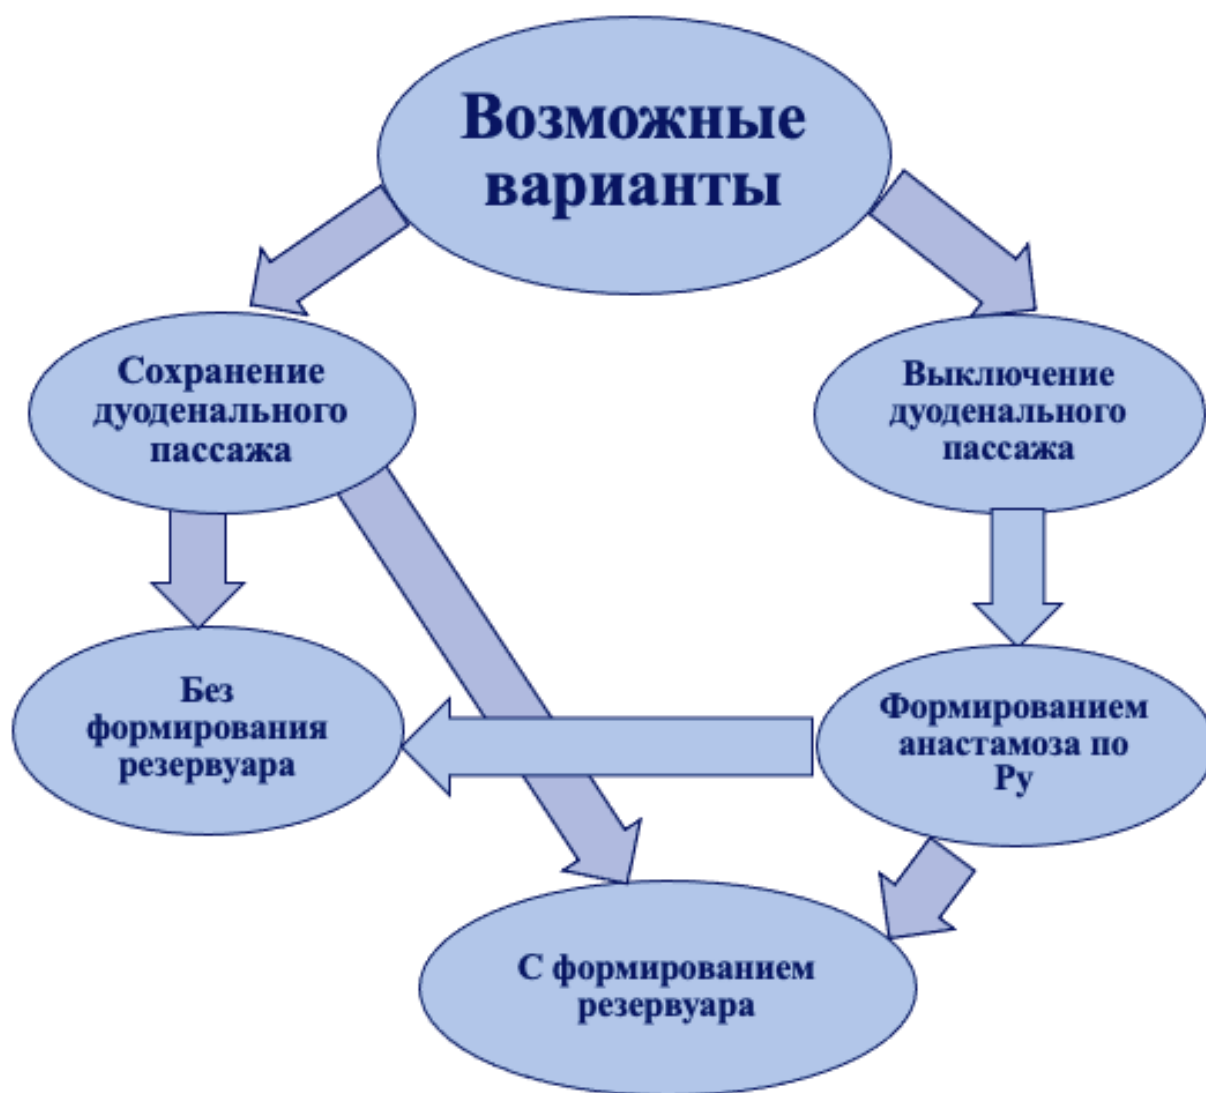 Возможные
варианты
Сохранение
дуоденального
пассажа
Выключение
дуоденального
пассажа
Без
формирования
резервуара
Формированием
анастамоза по
Ру
С формированием
резервуара